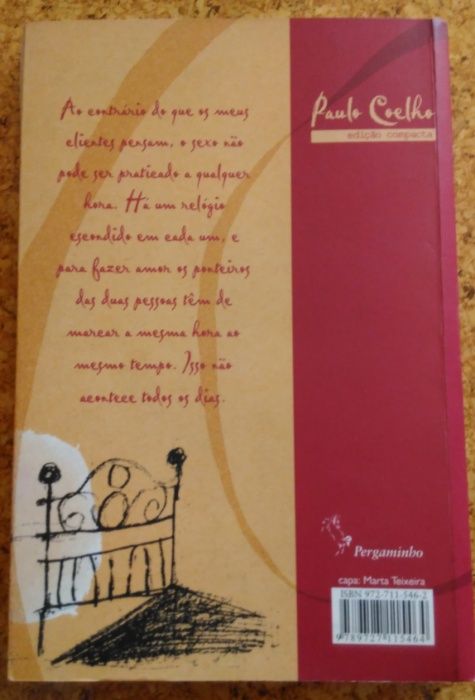 Ao contrário do que os meus
clientes pensam, o sexo não
pode ser praticado a qualquer
hora. Há um relógio
escondido em cada um, e
para fazer amor os ponteiros
das duas pessoas têm de
marcar a mesma hora ao
mesmo tempo. Isso não
acontece todos os dias.
Paulo Coelho
edição compacta
Pergaminho
capa: Marta Teixeira
ISBN 972-711-546-2
9 789727 115464